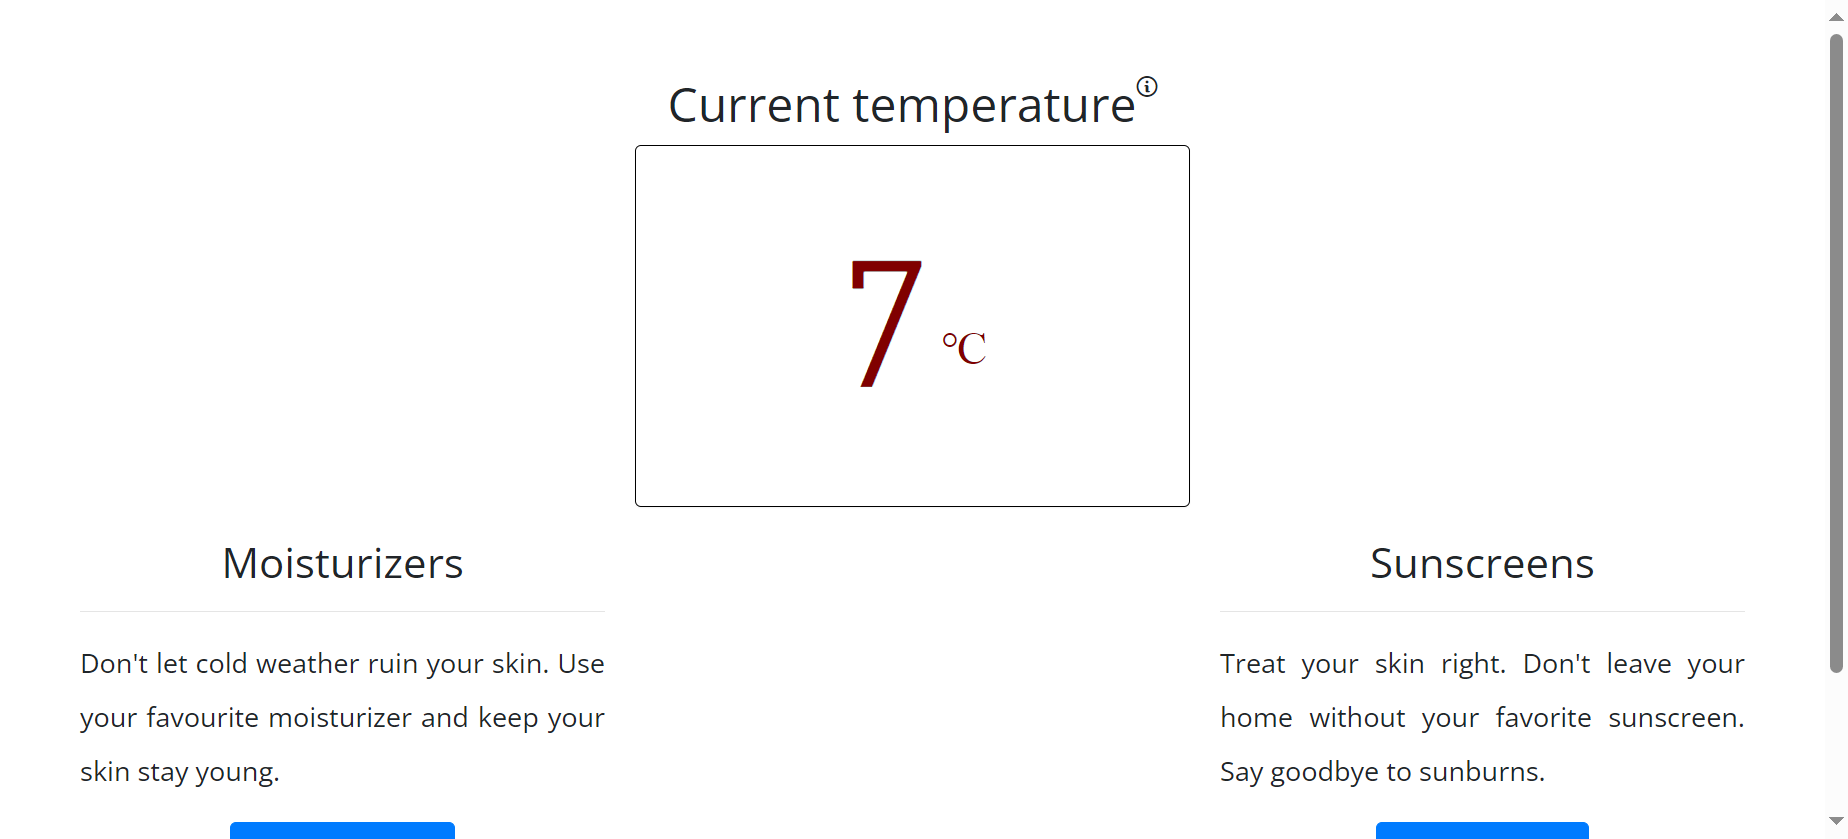 Current temperature
7 °C
Moisturizers
Don't let cold weather ruin your skin. Use
your favourite moisturizer and keep your
skin stay young.
Sunscreens
Treat your skin right. Don't leave your
home without your favorite sunscreen.
Say goodbye to sunburns.